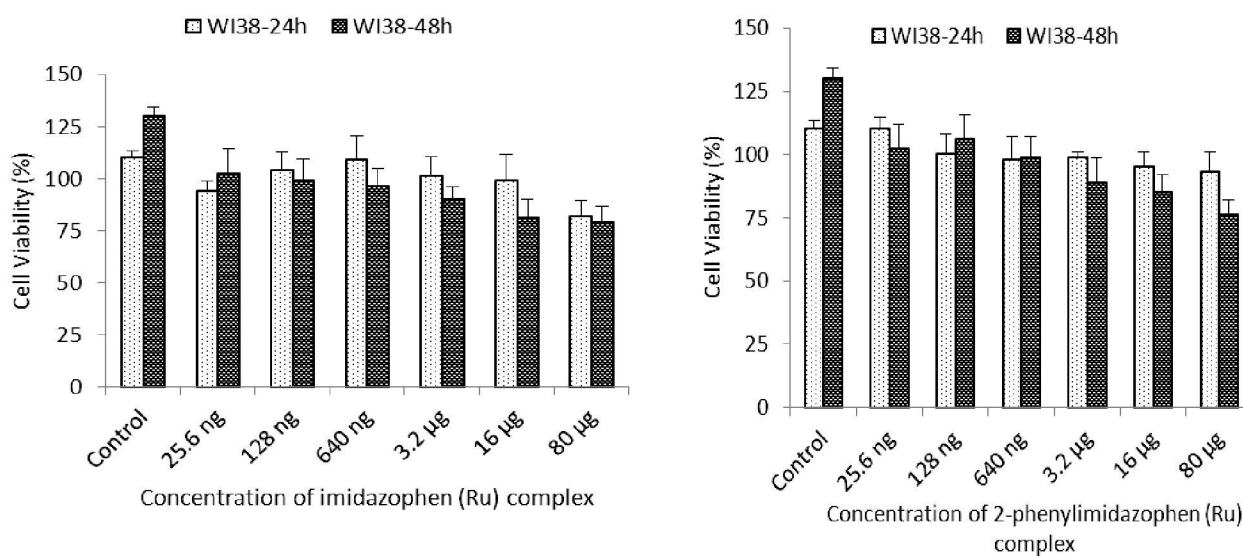 WI38-24h WI38-48h
Cell Viability (%)
150
125
100
75
50
25
0
Control 25.6 ng 128 ng 640 ng 3.2 µg 16 µg 80 µg
Concentration of imidazophen (Ru) complex
WI38-24h WI38-48h
Cell Viability (%)
150
125
100
75
50
25
0
Control 25.6 ng 128 ng 640 ng 3.2 µg 16 µg 80 µg
Concentration of 2-phenylimidazophen (Ru)
complex